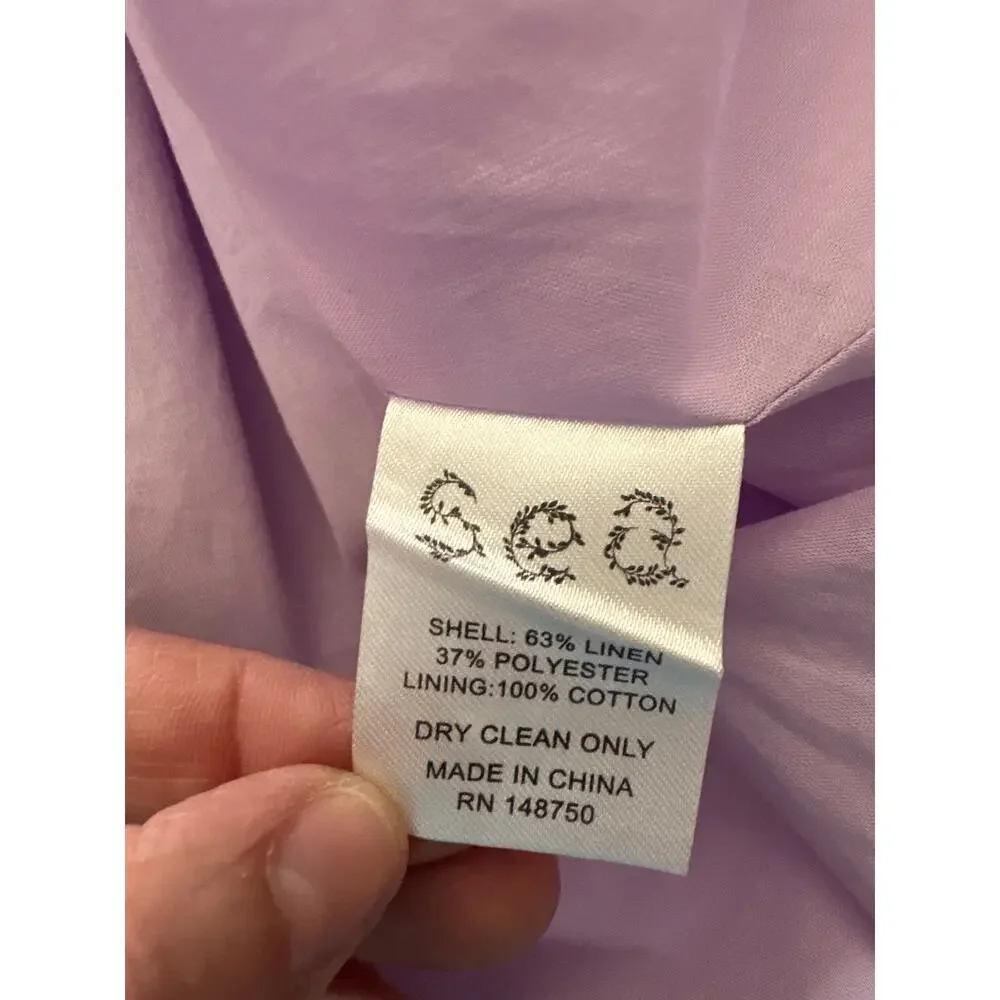 Sea
SHELL: 63% LINEN
37% POLYESTER
LINING:100% COTTON
DRY CLEAN ONLY
MADE IN CHINA
RN 148750